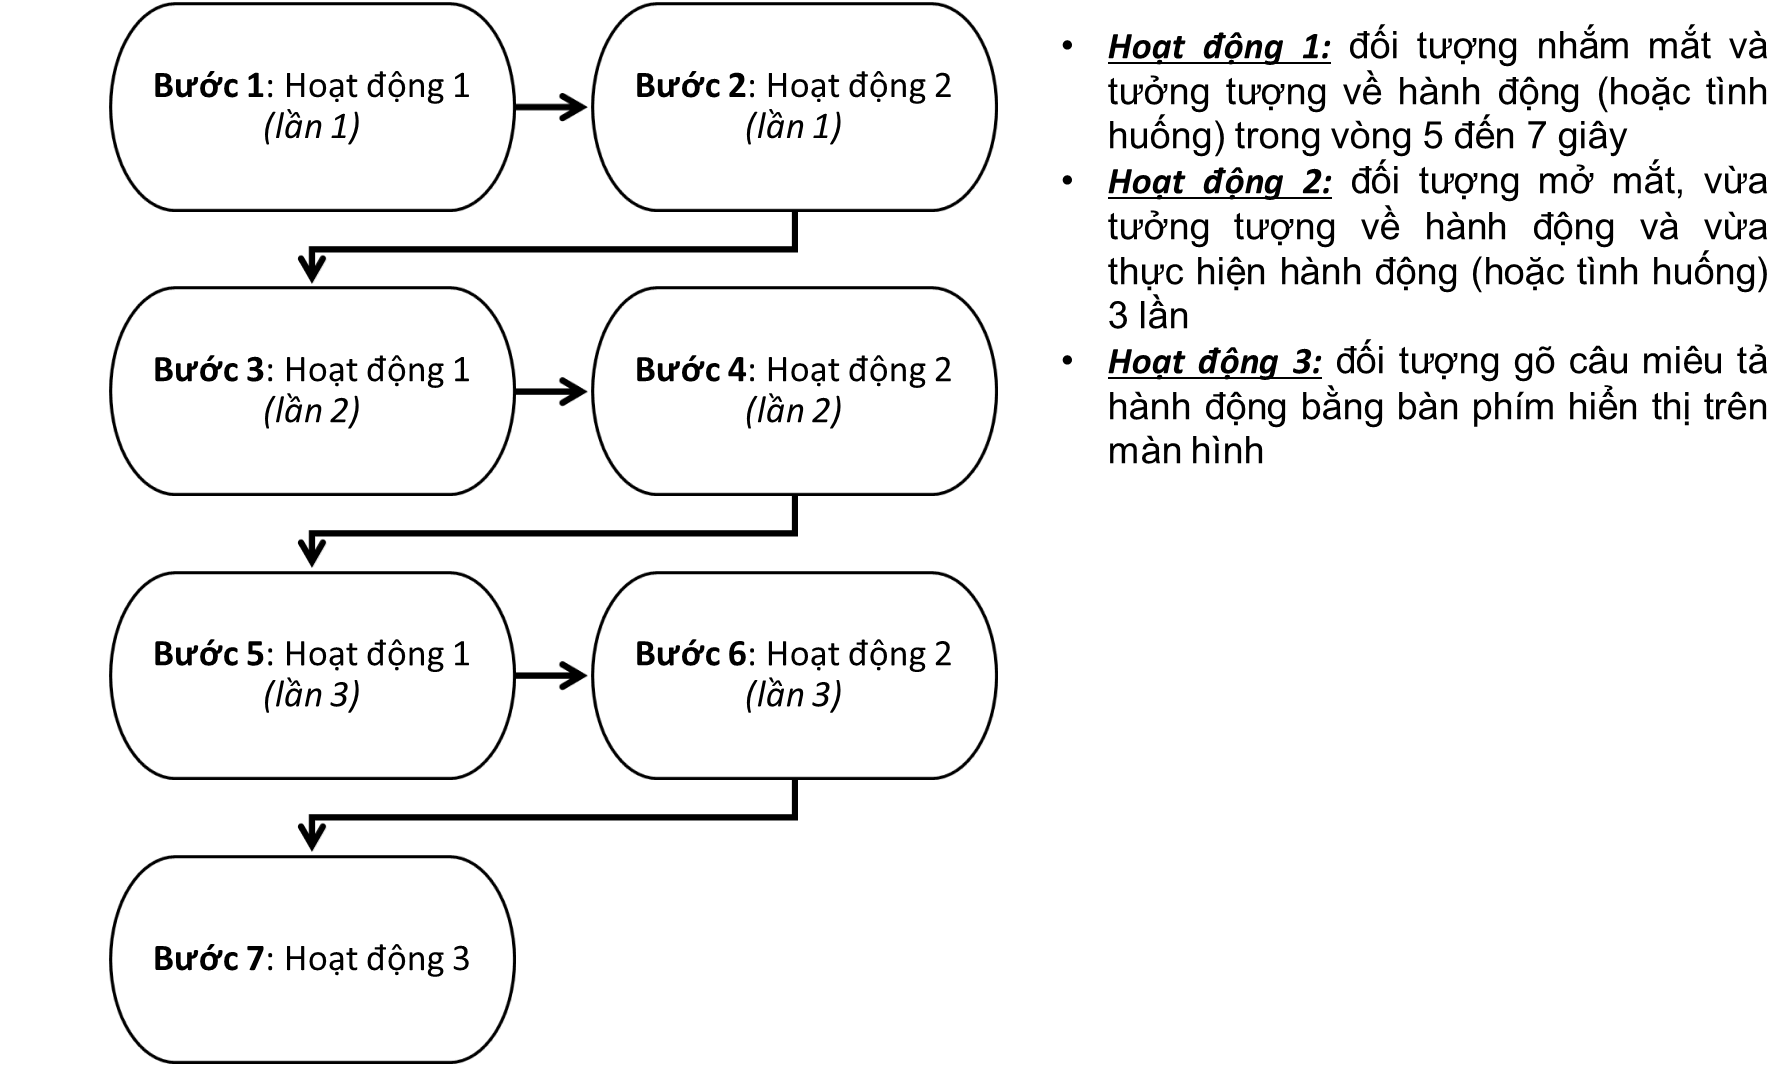 Bước 1: Hoạt động 1
(lần 1)
Bước 2: Hoạt động 2
(lần 1)
Bước 3: Hoạt động 1
(lần 2)
Bước 4: Hoạt động 2
(lần 2)
Bước 5: Hoạt động 1
(lần 3)
Bước 6: Hoạt động 2
(lần 3)
Bước 7: Hoạt động 3
• Hoạt động 1: đối tượng nhắm mắt và
tưởng tượng về hành động (hoặc tình
huống) trong vòng 5 đến 7 giây
• Hoạt động 2: đối tượng mở mắt, vừa
tưởng tượng về hành động và vừa
thực hiện hành động (hoặc tình huống)
3 lần
• Hoạt động 3: đối tượng gõ câu miêu tả
hành động bằng bàn phím hiển thị trên
màn hình